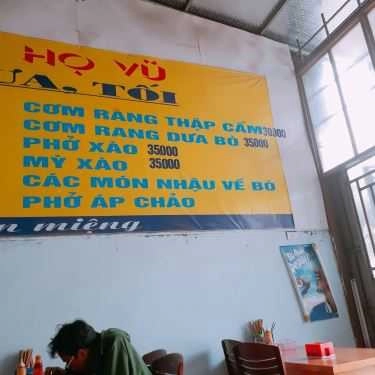 HỌ VŨ
ƯA, TỐI
CƠM RANG THẬP CẨM 30,000
CƠM RANG DƯA BÒ 35000
PHỞ XÀO 35000
MỲ XÀO 35000
CÁC MÓN NHẬU VỀ BÒ
PHỞ ÁP CHẢO
n miệng